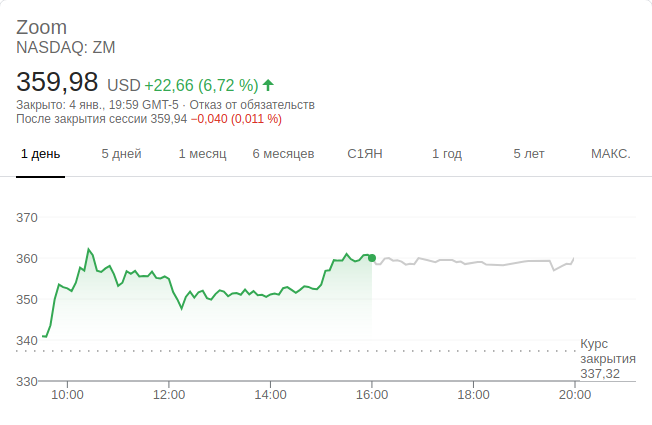 Zoom
NASDAQ: ZM
359,98 USD +22,66 (6,72 %)
Закрыто: 4 янв., 19:59 GMT-5 · Отказ от обязательств
После закрытия сессии 359,94 −0,040 (0,011 %)
1 день 5 дней 1 месяц 6 месяцев С1ЯН 1 год 5 лет МАКС.
370
360
350
340
330
Курс
закрытия
337,32
10:00 12:00 14:00 16:00 18:00 20:00